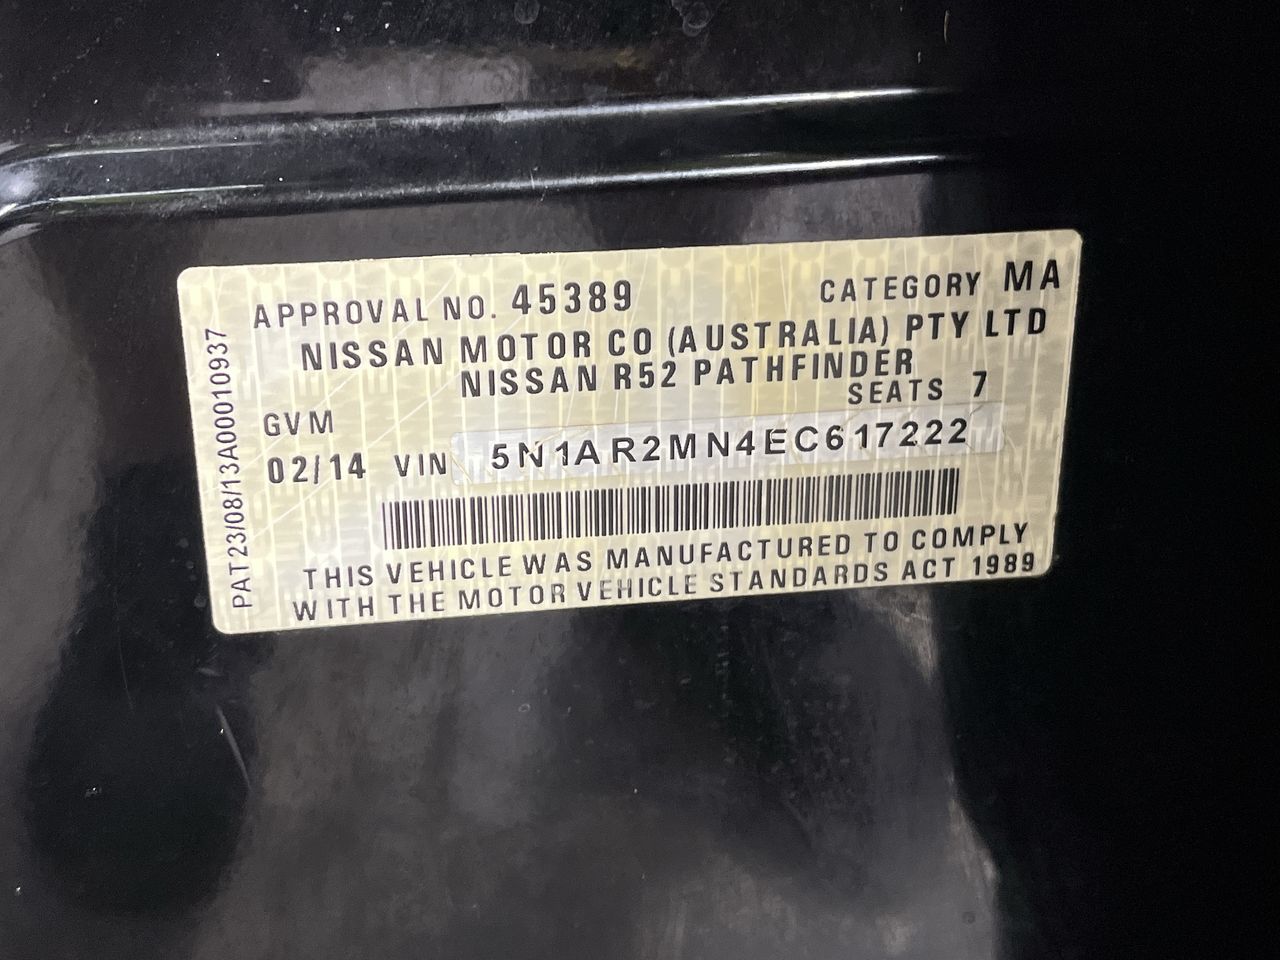 APPROVAL NO. 45389 CATEGORY MA
NISSAN MOTOR CO (AUSTRALIA) PTY LTD
NISSAN R52 PATHFINDER
SEATS 7
GVM
02/14 VIN 5N1AR2MN4EC617222
THIS VEHICLE WAS MANUFACTURED TO COMPLY
WITH THE MOTOR VEHICLE STANDARDS ACT 1989
PAT23/08/13A00010937